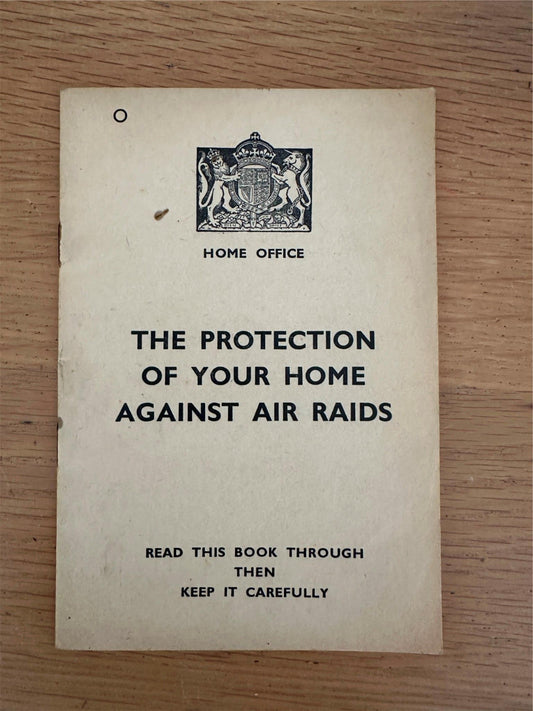 HOME OFFICE
THE PROTECTION
OF YOUR HOME
AGAINST AIR RAIDS
READ THIS BOOK THROUGH
THEN
KEEP IT CAREFULLY